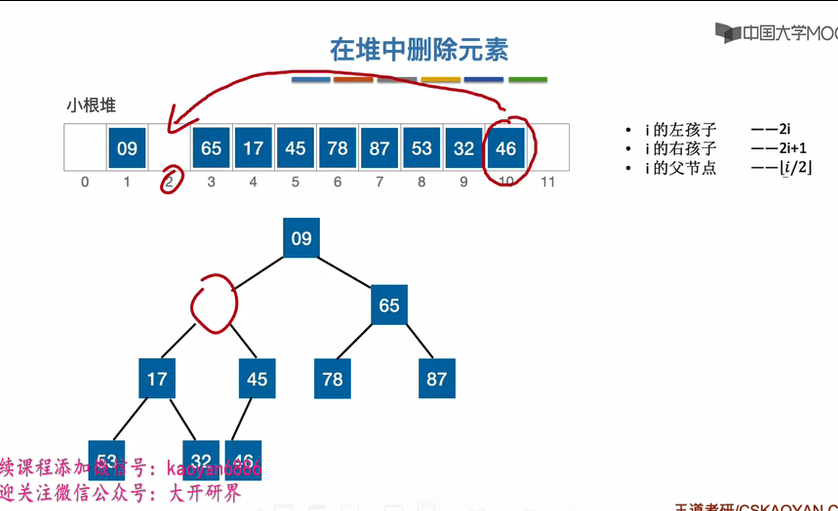 在堆中删除元素
中国大学MOO
小根堆
09 65 17 45 78 87 53 32 46
0 1 2 3 4 5 6 7 8 9 10 11
• i 的左孩子 ——2i
• i 的右孩子 ——2i+1
• i 的父节点 ——⌊i/2⌋
09
65
17 45 78 87
53 32 46
续课程添加微信号：kaoyan6886
迎关注微信公众号：大开研界
王道考研/CSKAOYAN.C